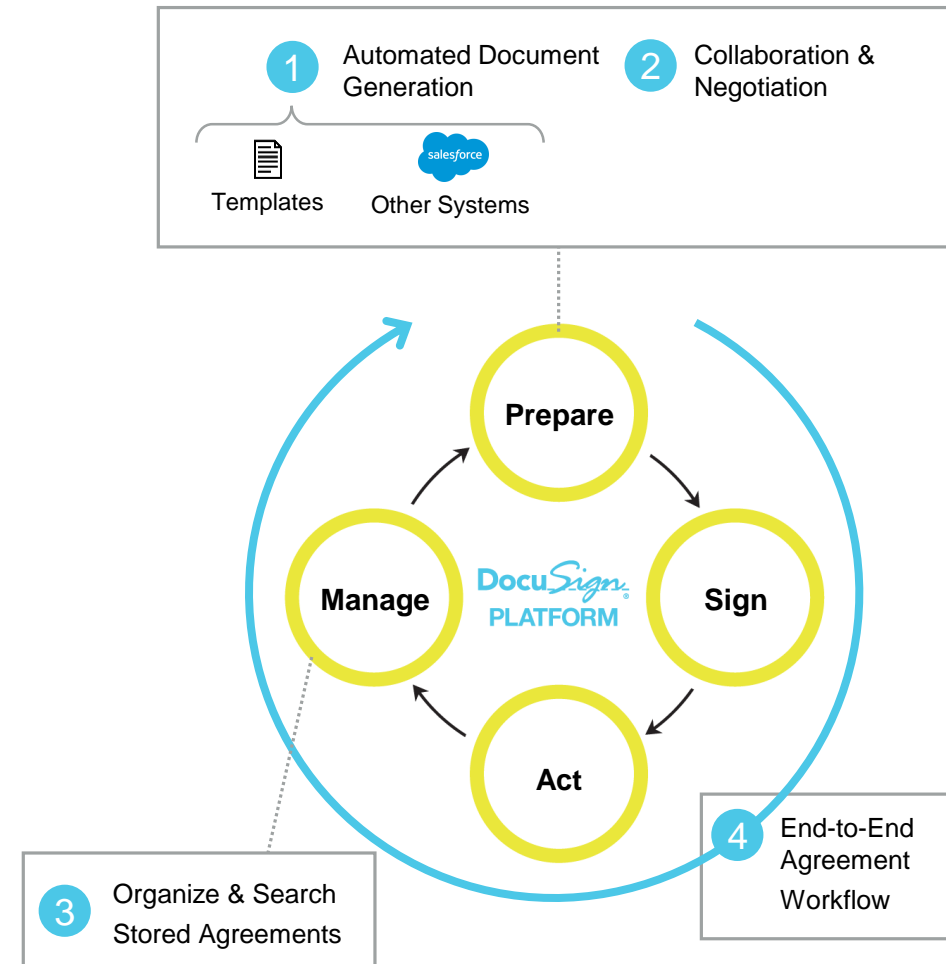 1
Automated Document
Generation
2
Collaboration &
Negotiation
Templates
salesforce
Other Systems
Prepare
Manage
DocuSign®
PLATFORM
Sign
Act
4
End-to-End
Agreement
Workflow
3
Organize & Search
Stored Agreements